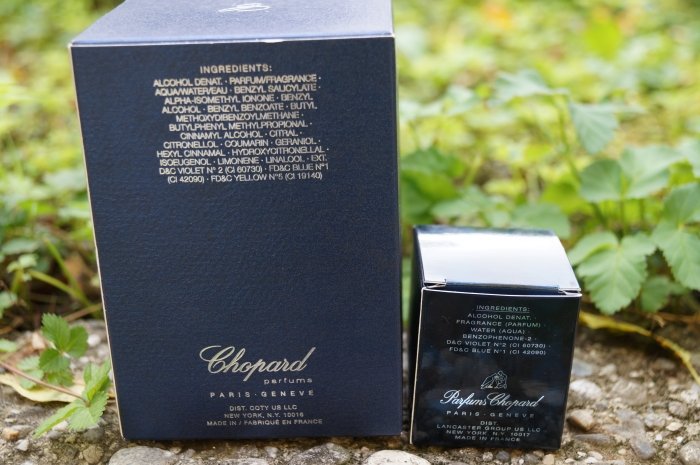 INGREDIENTS:
ALCOHOL DENAT. · PARFUM/FRAGRANCE ·
AQUA/WATER/EAU · BENZYL SALICYLATE ·
ALPHA-ISOMETHYL IONONE · BENZYL
ALCOHOL · BENZYL BENZOATE · BUTYL
METHOXYDIBENZOYLMETHANE ·
BUTYLPHENYL METHYLPROPIONAL ·
CINNAMYL ALCOHOL · CITRAL ·
CITRONELLOL · COUMARIN · GERANIOL ·
HEXYL CINNAMAL · HYDROXYCITRONELLAL ·
ISOEUGENOL · LIMONENE · LINALOOL · EXT.
D&C VIOLET N° 2 (CI 60730) · FD&C BLUE N°1
(CI 42090) · FD&C YELLOW N°5 (CI 19140)
Chopard
parfums
PARIS · GENÈVE
DIST. COTY US LLC
NEW YORK, N.Y. 10016
MADE IN / FABRIQUÉ EN FRANCE
INGREDIENTS:
ALCOHOL DENAT. ·
FRAGRANCE (PARFUM) ·
WATER (AQUA) ·
BENZOPHENONE-2 ·
D&C VIOLET N°2 (CI 60730) ·
FD&C BLUE N°1 (CI 42090)
Parfums Chopard
PARIS · GENÈVE
DIST.
LANCASTER GROUP US LLC
NEW YORK, N.Y. 10017
MADE IN FRANCE